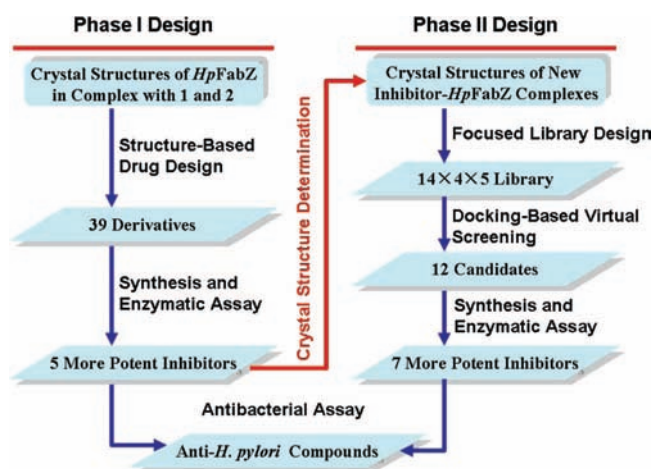 Phase I Design
Crystal Structures of HpFabZ
in Complex with 1 and 2
Structure-Based
Drug Design
39 Derivatives
Synthesis and
Enzymatic Assay
5 More Potent Inhibitors
Crystal Structure Determination
Phase II Design
Crystal Structures of New
Inhibitor-HpFabZ Complexes
Focused Library Design
14×4×5 Library
Docking-Based Virtual
Screening
12 Candidates
Synthesis and
Enzymatic Assay
7 More Potent Inhibitors
Antibacterial Assay
Anti-H. pylori Compounds